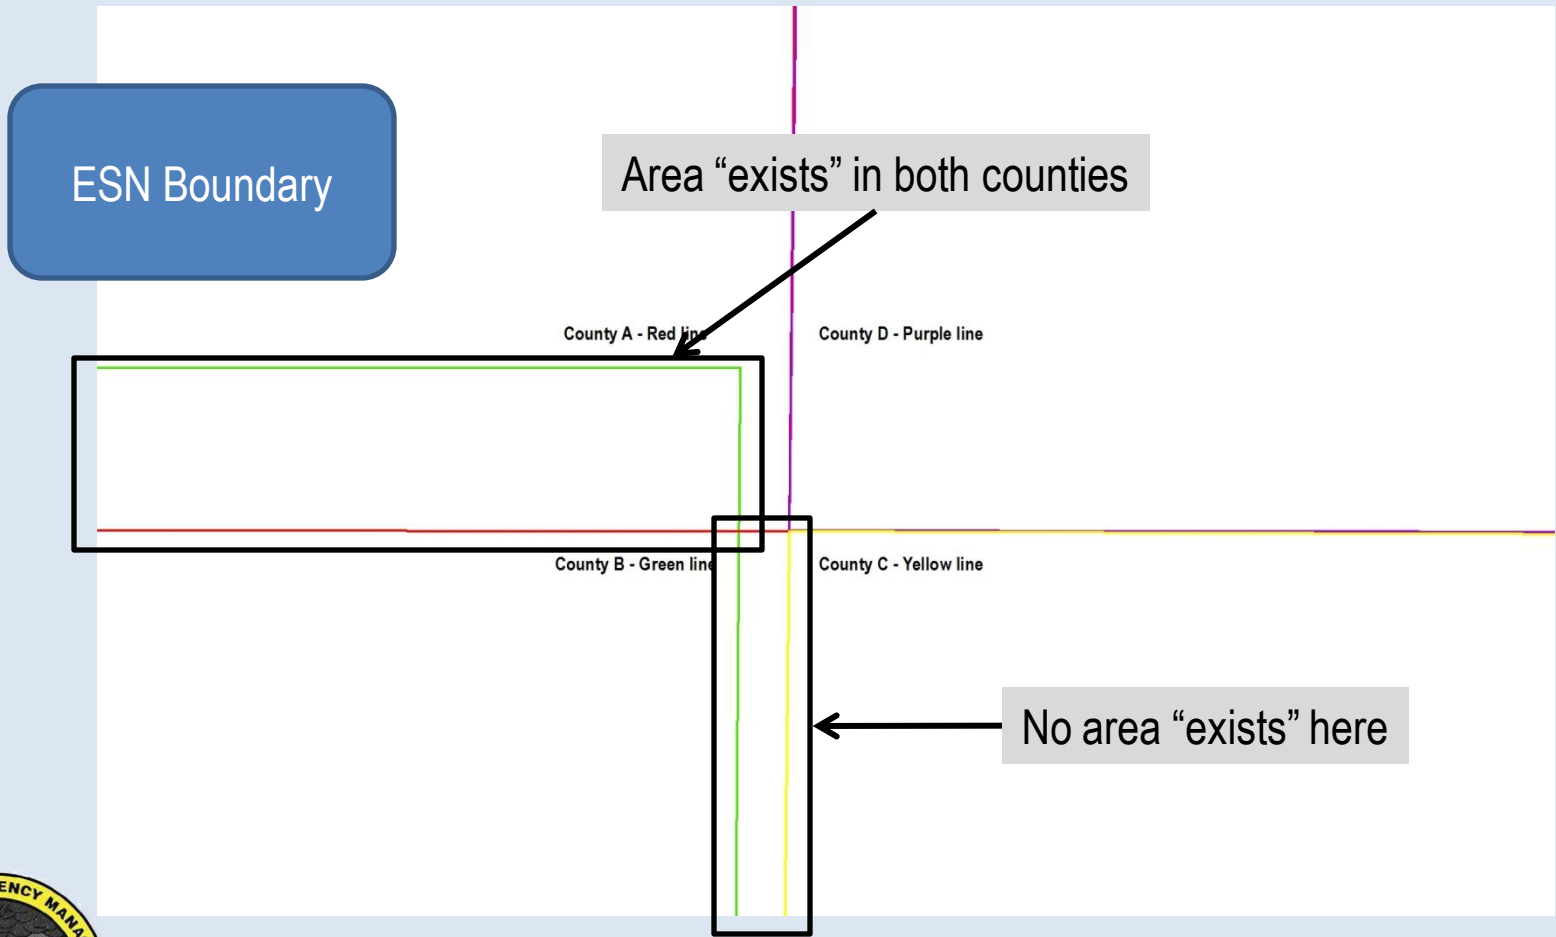 ESN Boundary
Area “exists” in both counties
County A - Red line
County D - Purple line
County B - Green line
County C - Yellow line
No area “exists” here